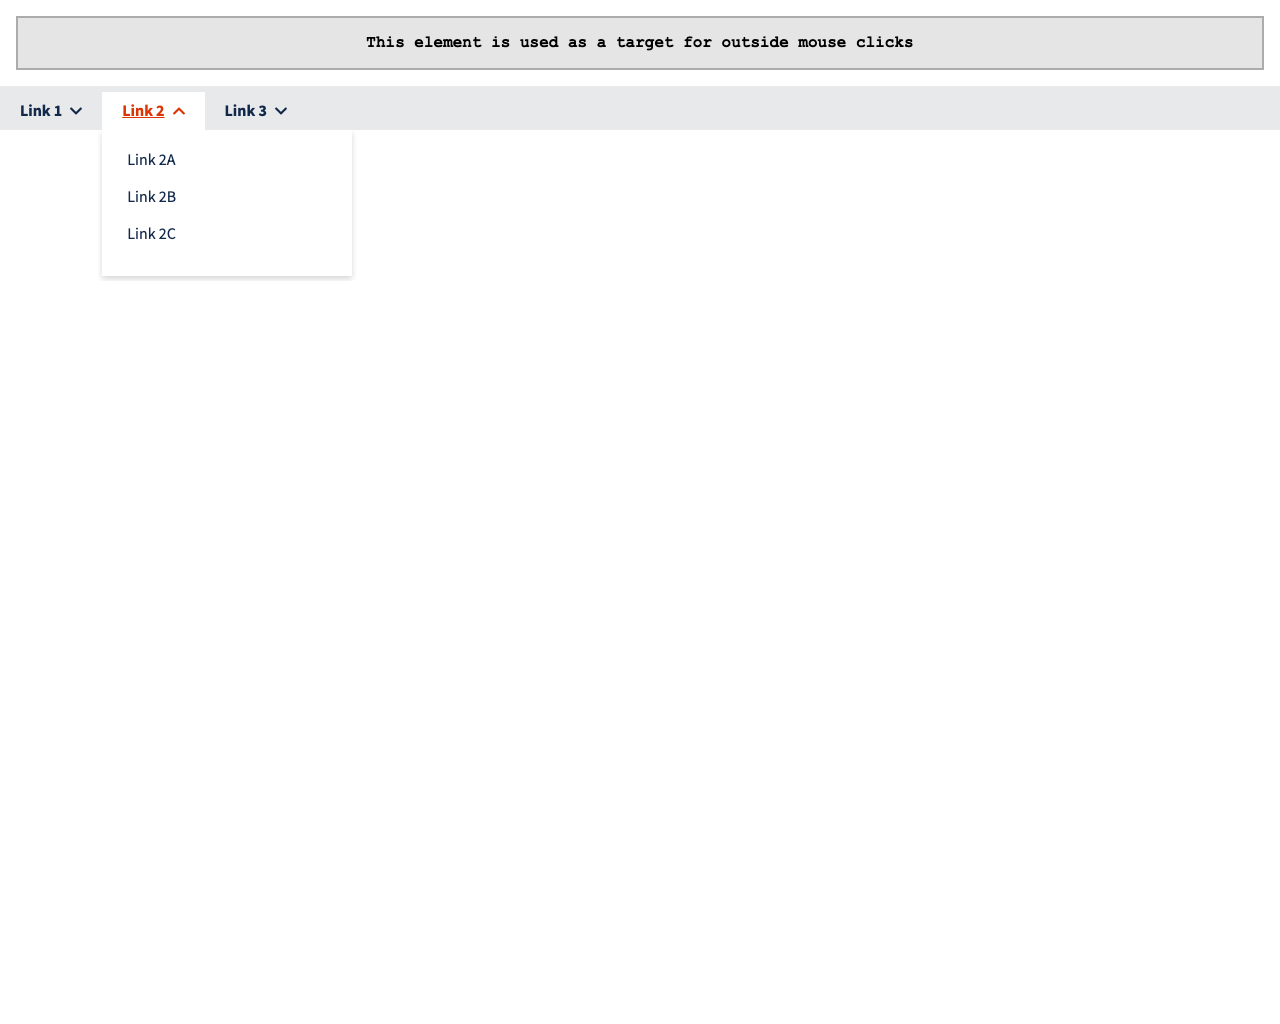 This element is used as a target for outside mouse clicks
Link 1 Link 2 Link 3
Link 2A
Link 2B
Link 2C